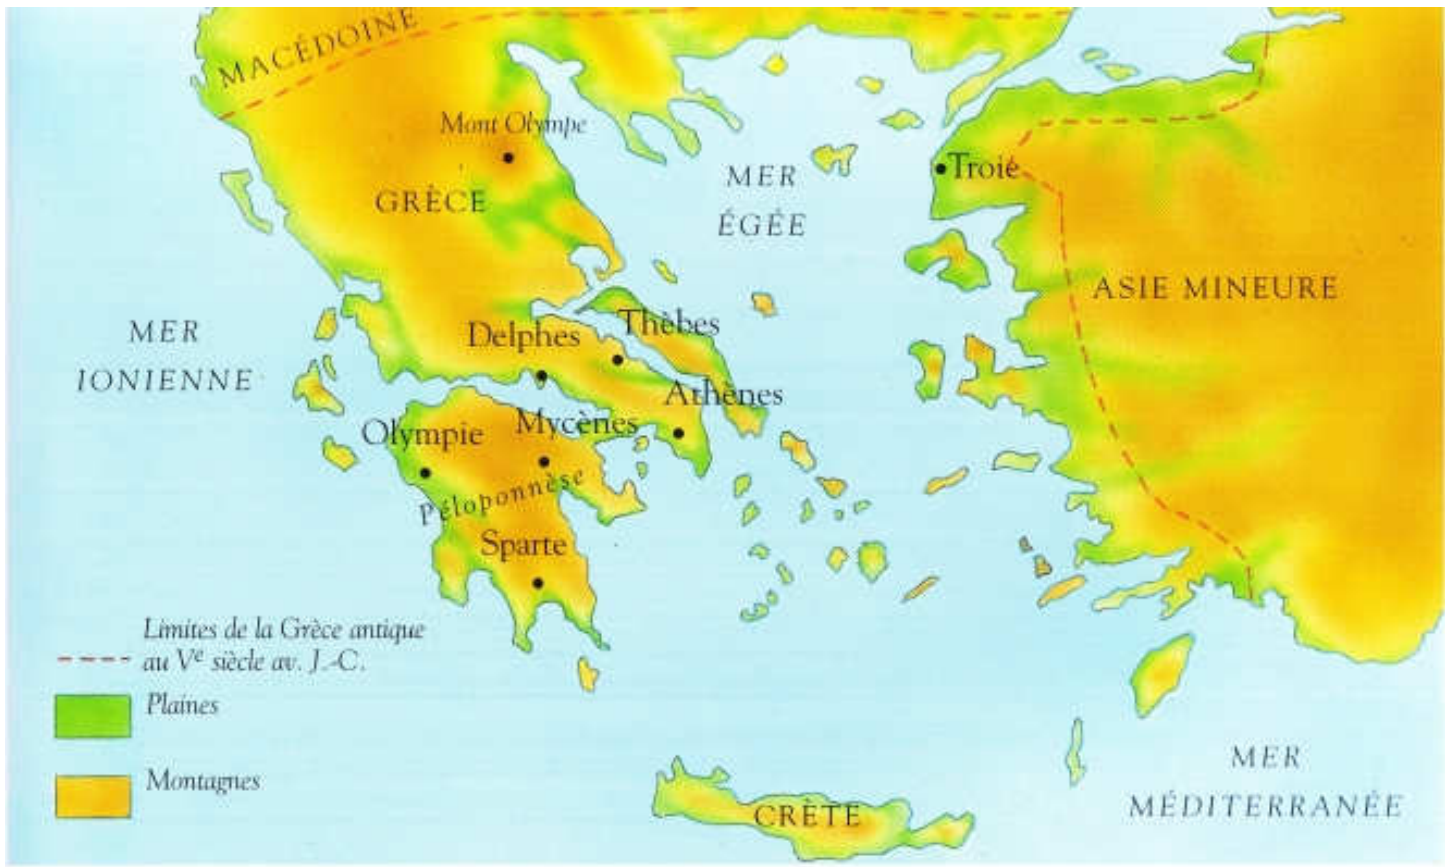 MACÉDOINE
Mont Olympe
GRÈCE
MER
ÉGÉE
Troie
ASIE MINEURE
MER
IONIENNE
Delphes
Thèbes
Athènes
Olympie
Mycènes
Péloponnèse
Sparte
Limites de la Grèce antique
au Ve siècle av. J.-C.
Plaines
Montagnes
CRÈTE
MER
MÉDITERRANÉE